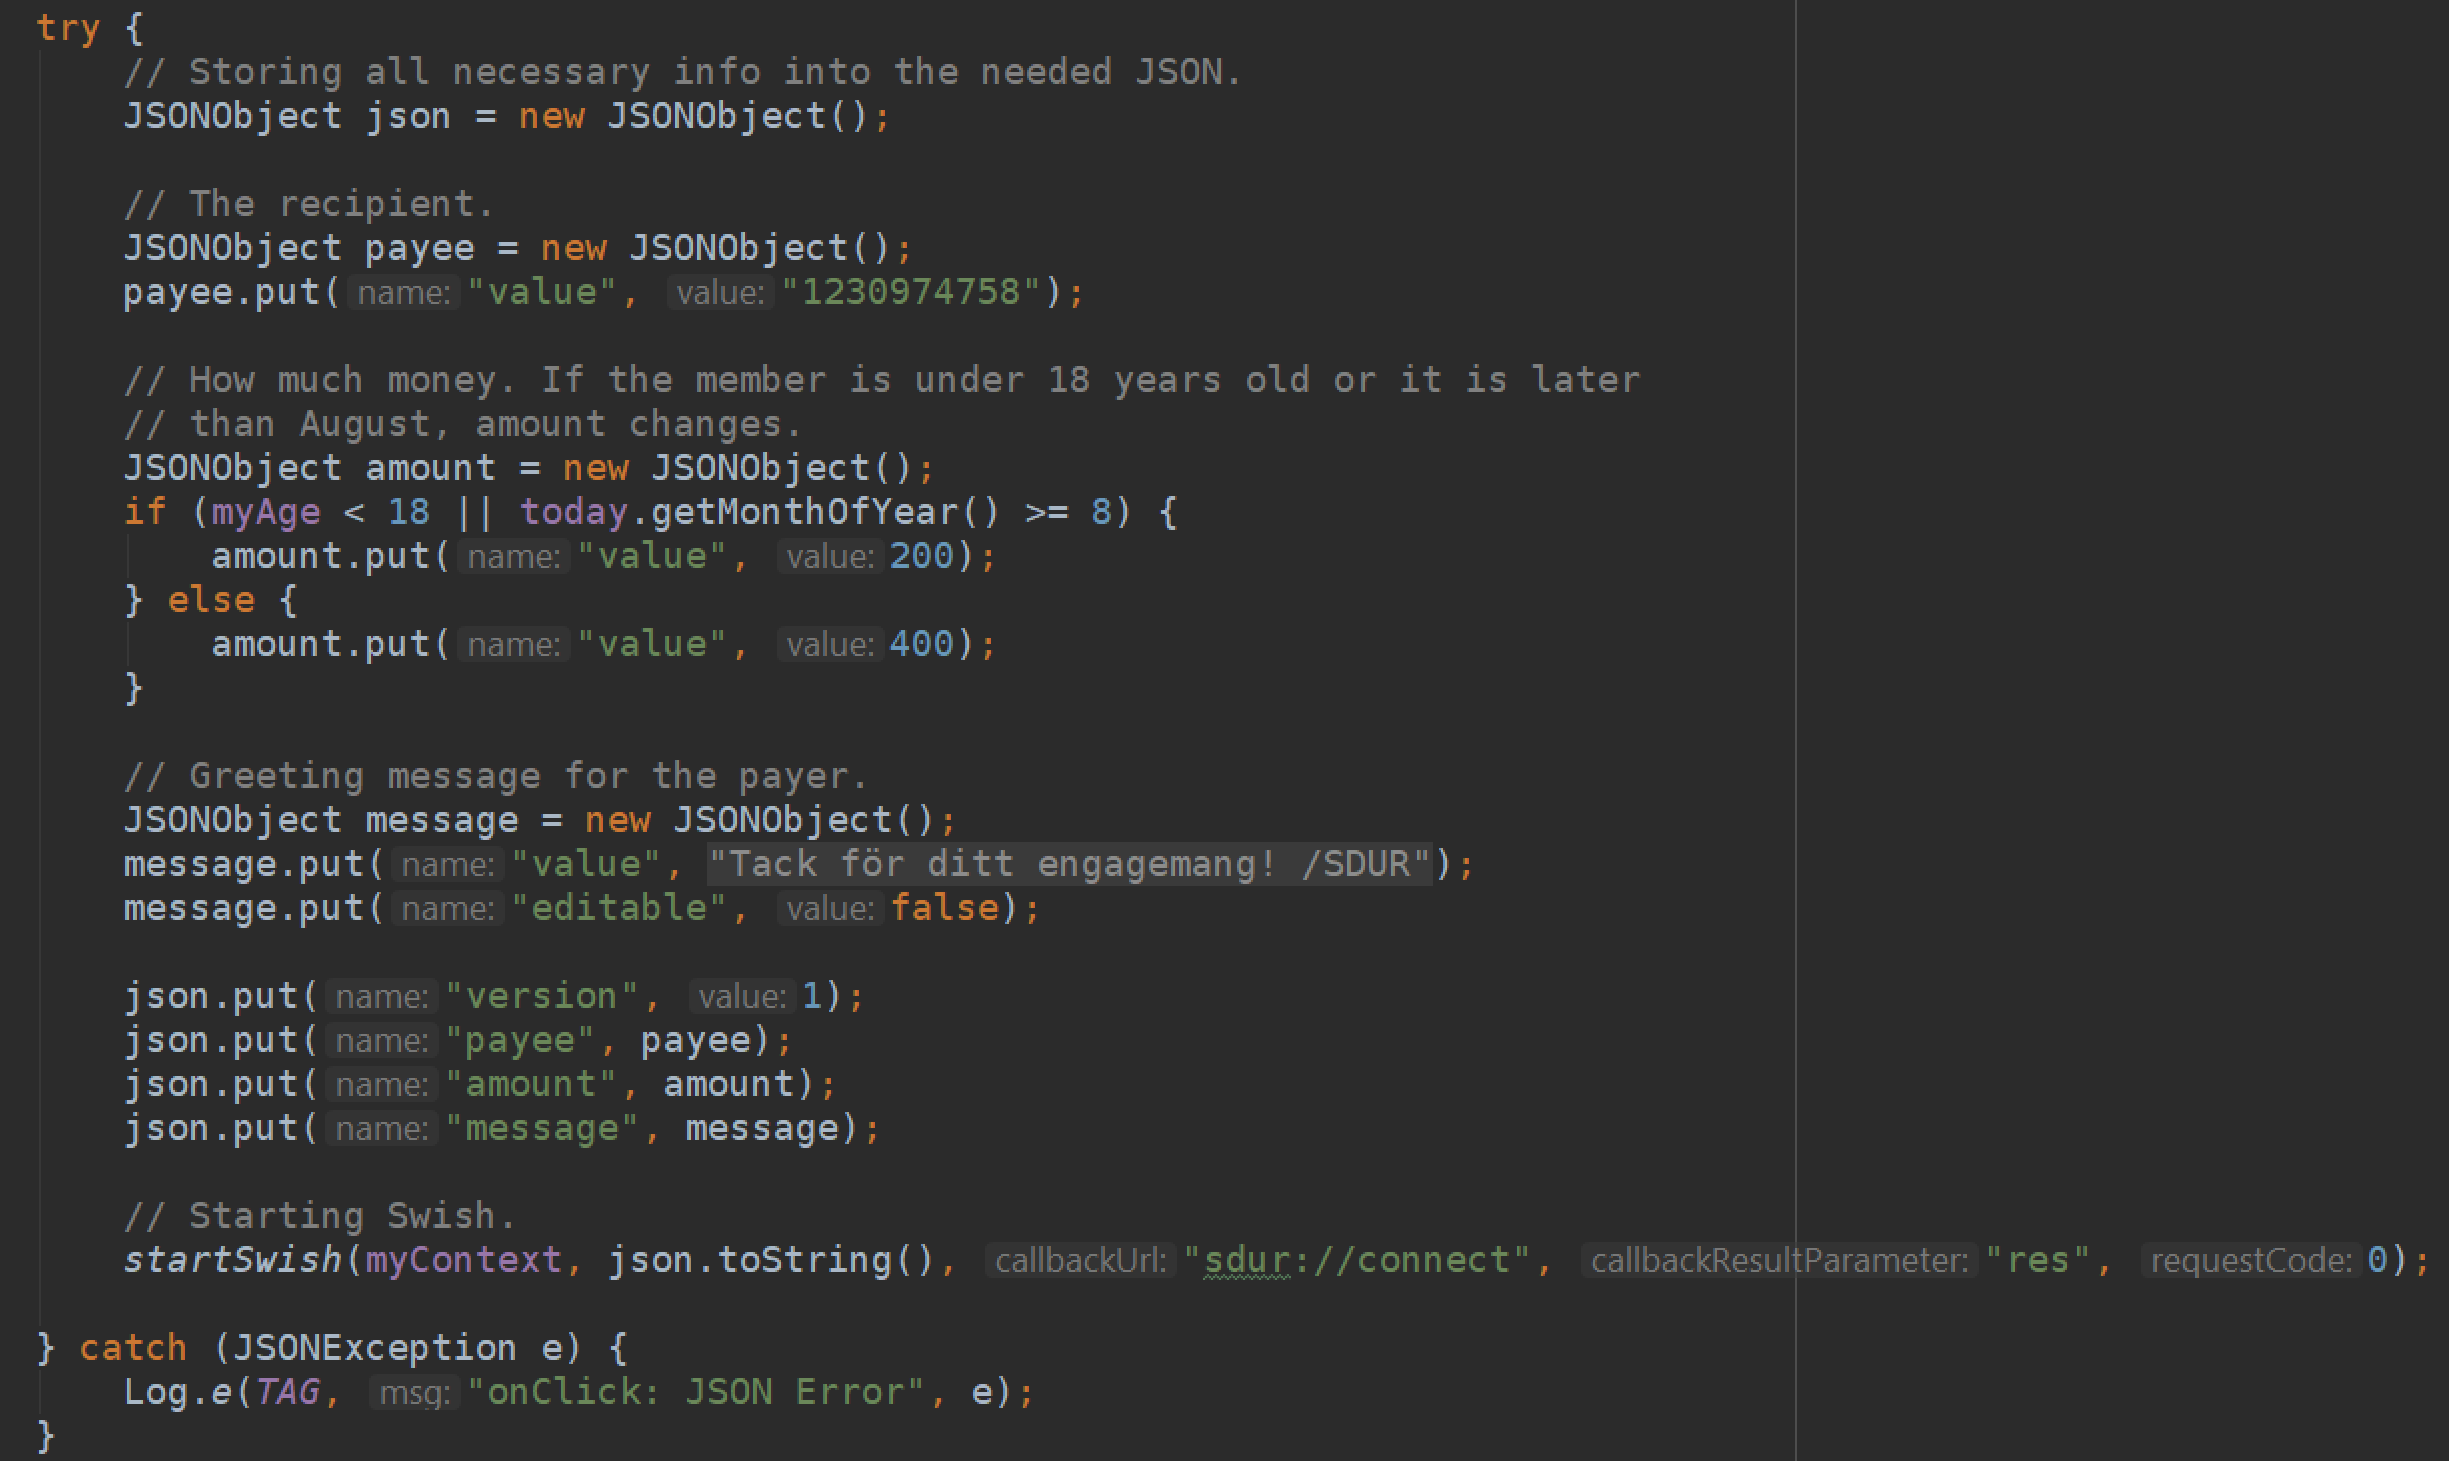 try {
// Storing all necessary info into the needed JSON.
JSONObject json = new JSONObject();
// The recipient.
JSONObject payee = new JSONObject();
payee.put( name: "value", value: "1230974758");
// How much money. If the member is under 18 years old or it is later
// than August, amount changes.
JSONObject amount = new JSONObject();
if (myAge < 18 || today.getMonthOfYear() >= 8) {
amount.put( name: "value", value: 200);
} else {
amount.put( name: "value", value: 400);
}
// Greeting message for the payer.
JSONObject message = new JSONObject();
message.put( name: "value", "Tack för ditt engagemang! /SDUR");
message.put( name: "editable", value: false);
json.put( name: "version", value: 1);
json.put( name: "payee", payee);
json.put( name: "amount", amount);
json.put( name: "message", message);
// Starting Swish.
startSwish(myContext, json.toString(), callbackUrl: "sdur://connect", callbackResultParameter: "res", requestCode: 0);
} catch (JSONException e) {
Log.e(TAG, msg: "onClick: JSON Error", e);
}